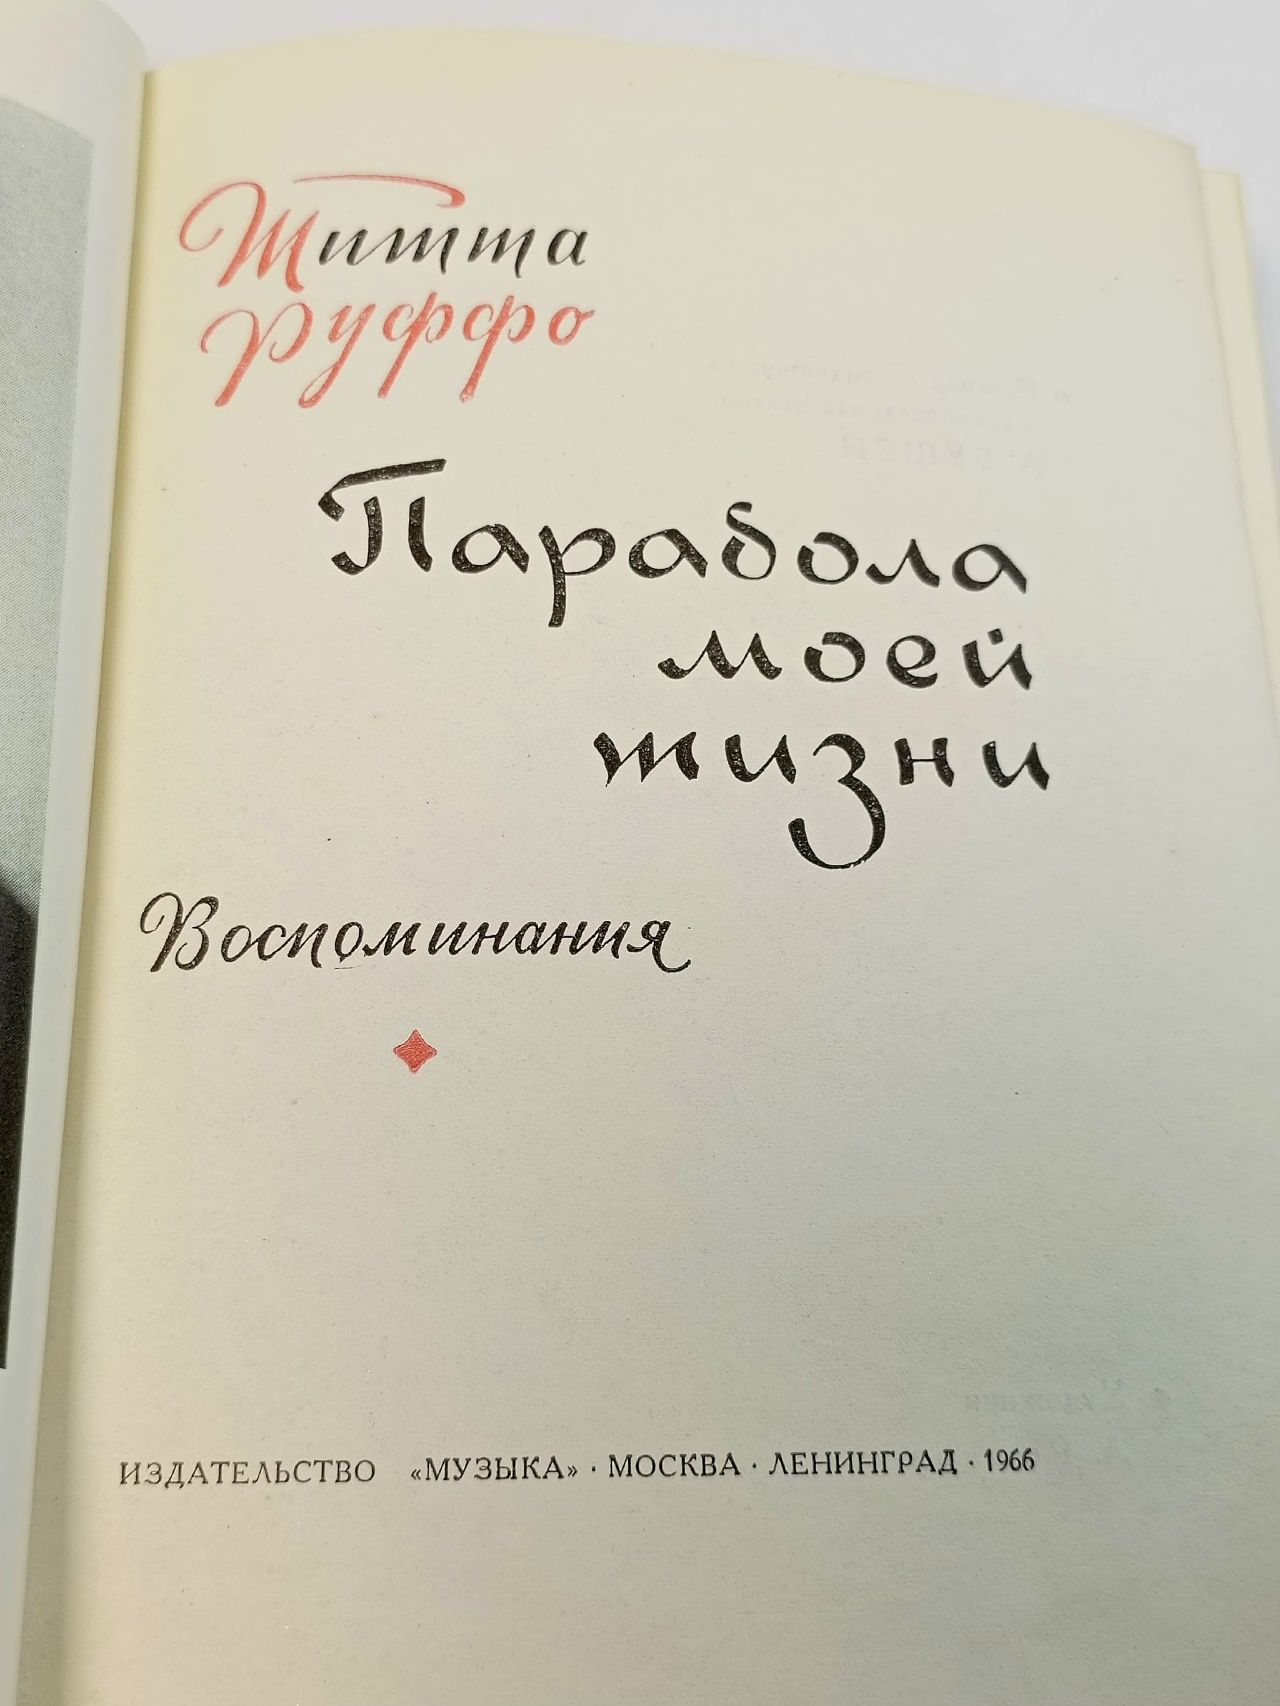 Титта
Руффо
Парабола
моей
жизни
Воспоминания
ИЗДАТЕЛЬСТВО «МУЗЫКА» · МОСКВА · ЛЕНИНГРАД · 1966